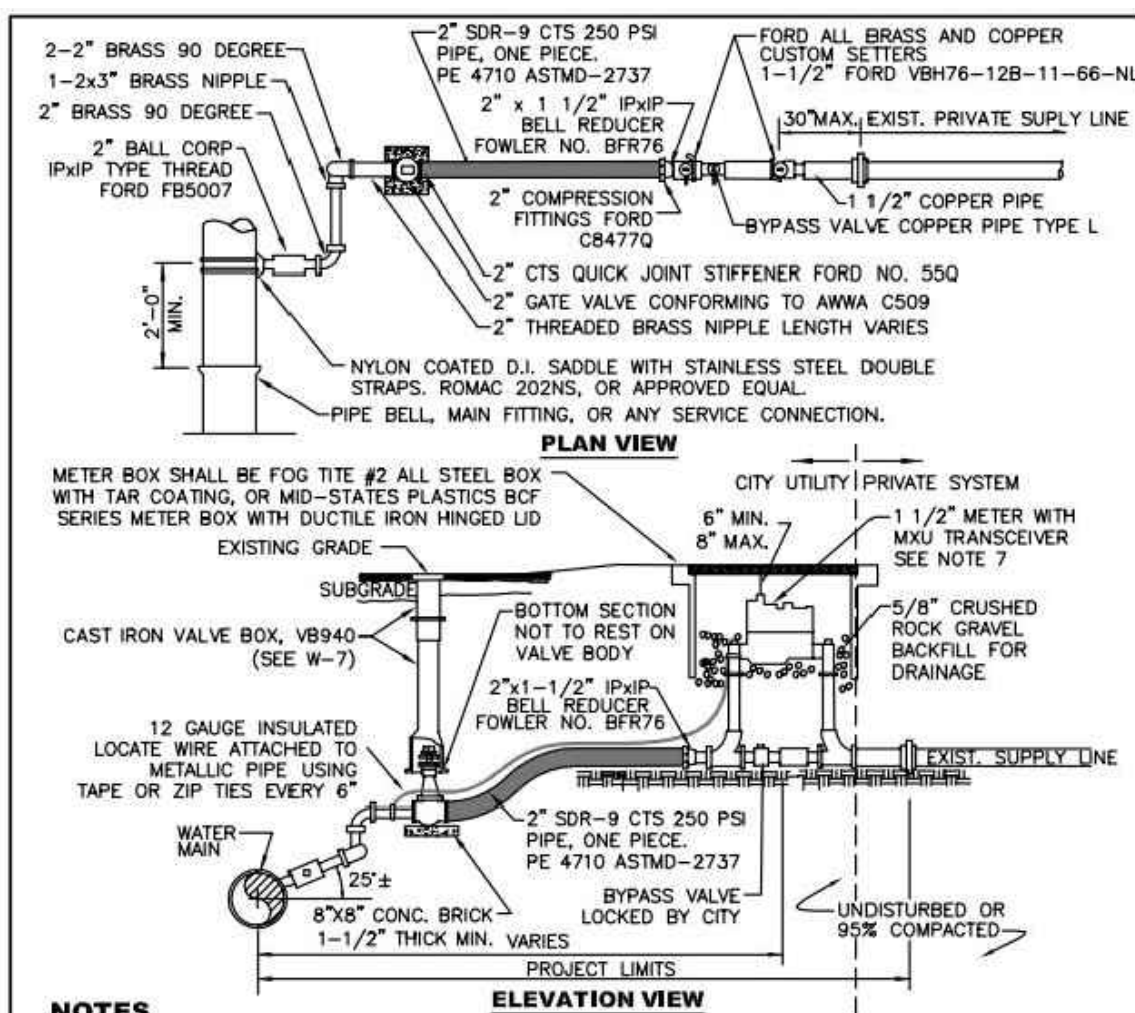 2-2" BRASS 90 DEGREE
1-2x3" BRASS NIPPLE
2" BRASS 90 DEGREE
2" BALL CORP
IPxIP TYPE THREAD
FORD FB5007
2" SDR-9 CTS 250 PSI
PIPE, ONE PIECE.
PE 4710 ASTMD-2737
2" x 1 1/2" IPxIP
BELL REDUCER
FOWLER NO. BFR76
FORD ALL BRASS AND COPPER
CUSTOM SETTERS
1-1/2" FORD VBH76-12B-11-66-NL
30"MAX.
EXIST. PRIVATE SUPLY LINE
2" COMPRESSION
FITTINGS FORD
C8477Q
1 1/2" COPPER PIPE
BYPASS VALVE COPPER PIPE TYPE L
2" CTS QUICK JOINT STIFFENER FORD NO. 55Q
2" GATE VALVE CONFORMING TO AWWA C509
2" THREADED BRASS NIPPLE LENGTH VARIES
2'-0"
MIN.
NYLON COATED D.I. SADDLE WITH STAINLESS STEEL DOUBLE
STRAPS. ROMAC 202NS, OR APPROVED EQUAL.
PIPE BELL, MAIN FITTING, OR ANY SERVICE CONNECTION.
PLAN VIEW
METER BOX SHALL BE FOG TITE #2 ALL STEEL BOX
WITH TAR COATING, OR MID-STATES PLASTICS BCF
SERIES METER BOX WITH DUCTILE IRON HINGED LID
CITY UTILITY
PRIVATE SYSTEM
6" MIN.
8" MAX.
1 1/2" METER WITH
MXU TRANSCEIVER
SEE NOTE 7
EXISTING GRADE
SUBGRADE
CAST IRON VALVE BOX, VB940
(SEE W-7)
BOTTOM SECTION
NOT TO REST ON
VALVE BODY
5/8" CRUSHED
ROCK GRAVEL
BACKFILL FOR
DRAINAGE
2"x1-1/2" IPxIP
BELL REDUCER
FOWLER NO. BFR76
12 GAUGE INSULATED
LOCATE WIRE ATTACHED TO
METALLIC PIPE USING
TAPE OR ZIP TIES EVERY 6"
EXIST. SUPPLY LINE
WATER
MAIN
25°±
2" SDR-9 CTS 250 PSI
PIPE, ONE PIECE.
PE 4710 ASTMD-2737
8"X8" CONC. BRICK
1-1/2" THICK MIN.
BYPASS VALVE
LOCKED BY CITY
UNDISTURBED OR
95% COMPACTED
VARIES
PROJECT LIMITS
ELEVATION VIEW
NOTES